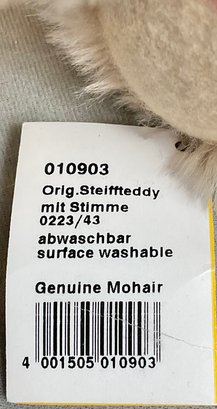 010903
Orig.Steiffteddy
mit Stimme
0223/43
abwaschbar
surface washable
Genuine Mohair
4 001505 010903